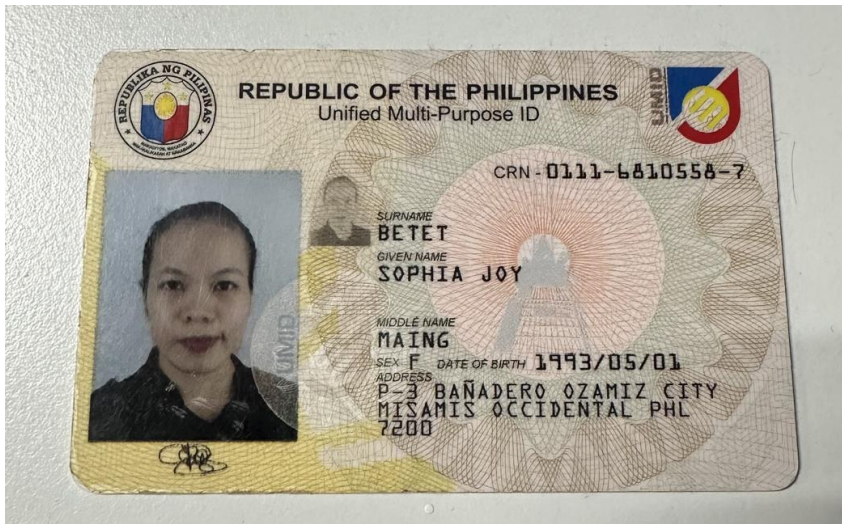 REPUBLIKA NG PILIPINAS
REPUBLIC OF THE PHILIPPINES
Unified Multi-Purpose ID
UMID
CRN - 0111-6810558-7
SURNAME
BETET
GIVEN NAME
SOPHIA JOY
MIDDLE NAME
MAING
SEX F DATE OF BIRTH 1993/05/01
ADDRESS
P-3 BAÑADERO OZAMIZ CITY
MISAMIS OCCIDENTAL PHL
7200
UMID